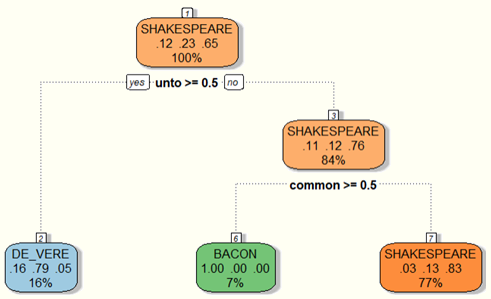 1
SHAKESPEARE
.12 .23 .65
100%
yes unto >= 0.5 no
3
SHAKESPEARE
.11 .12 .76
84%
common >= 0.5
2
DE_VERE
.16 .79 .05
16%
6
BACON
1.00 .00 .00
7%
7
SHAKESPEARE
.03 .13 .83
77%